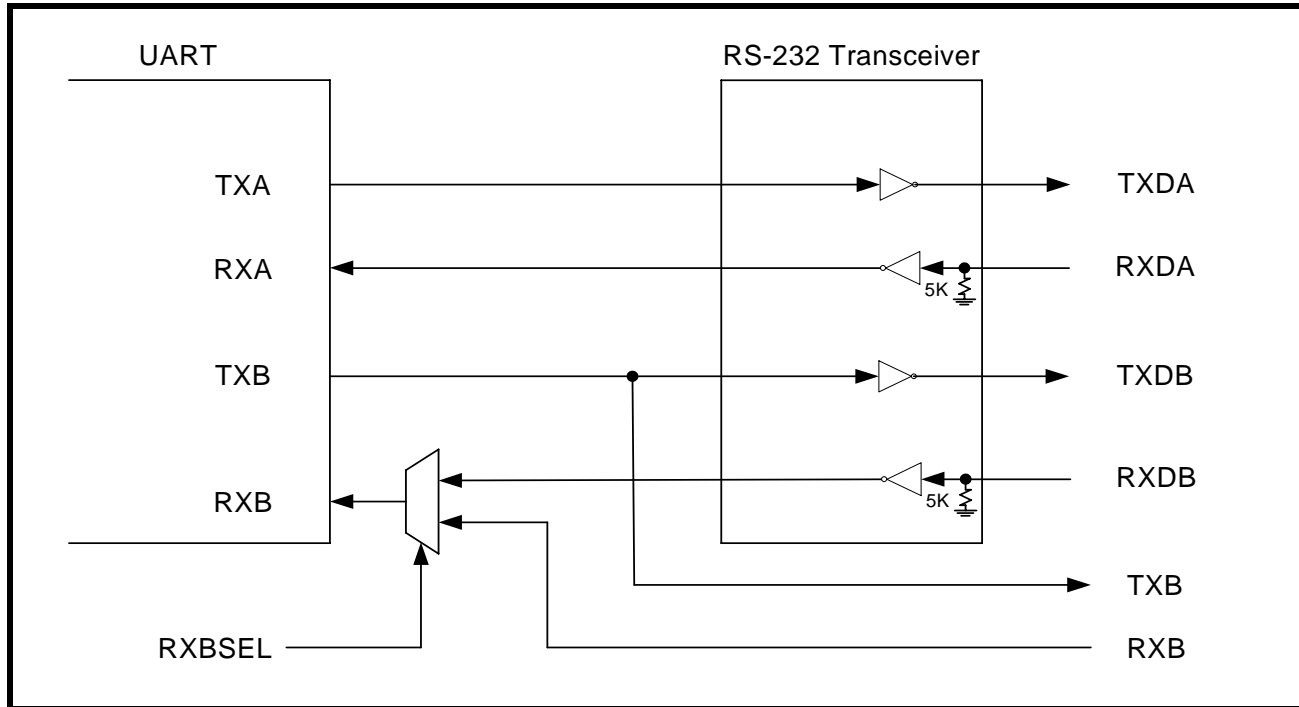 UART
RS-232 Transceiver
TXA
TXDA
RXA
5K
RXDA
TXB
TXDB
RXB
5K
RXDB
TXB
RXBSEL
RXB